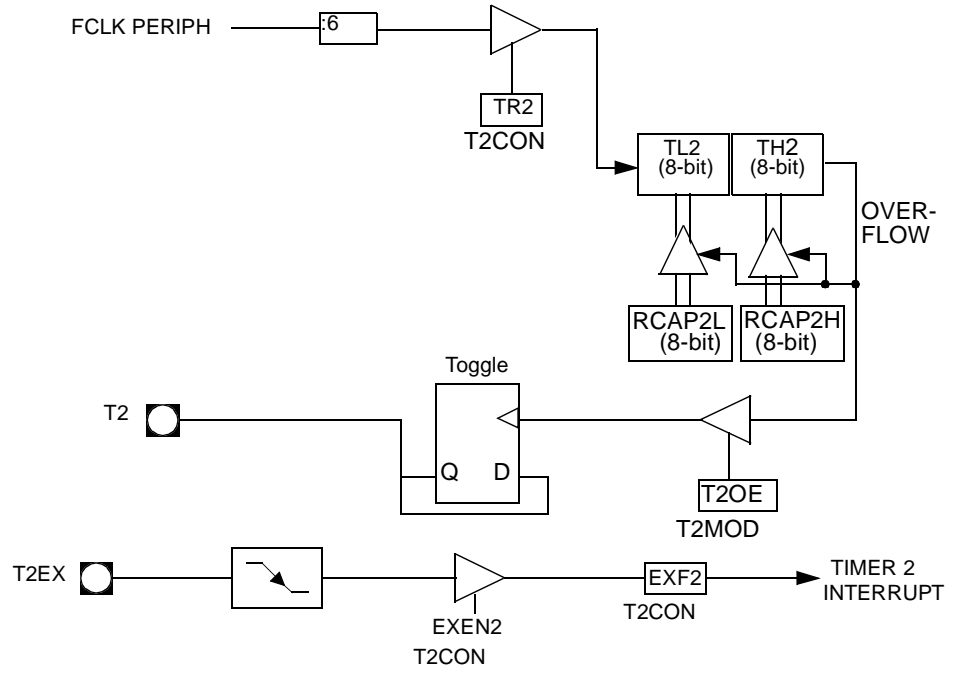 FCLK PERIPH
:6
TR2
T2CON
TL2
(8-bit)
TH2
(8-bit)
OVER-
FLOW
RCAP2L
(8-bit)
RCAP2H
(8-bit)
Toggle
T2
Q
D
T2OE
T2MOD
T2EX
EXEN2
T2CON
EXF2
T2CON
TIMER 2
INTERRUPT